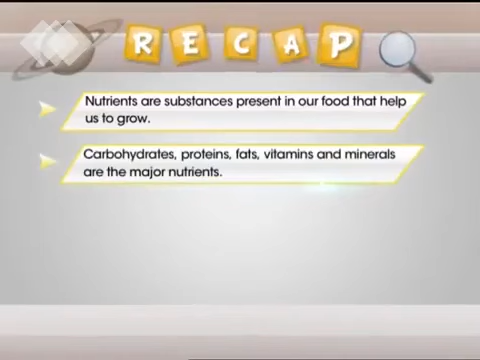 RECAP
Nutrients are substances present in our food that help
us to grow.
Carbohydrates, proteins, fats, vitamins and minerals
are the major nutrients.